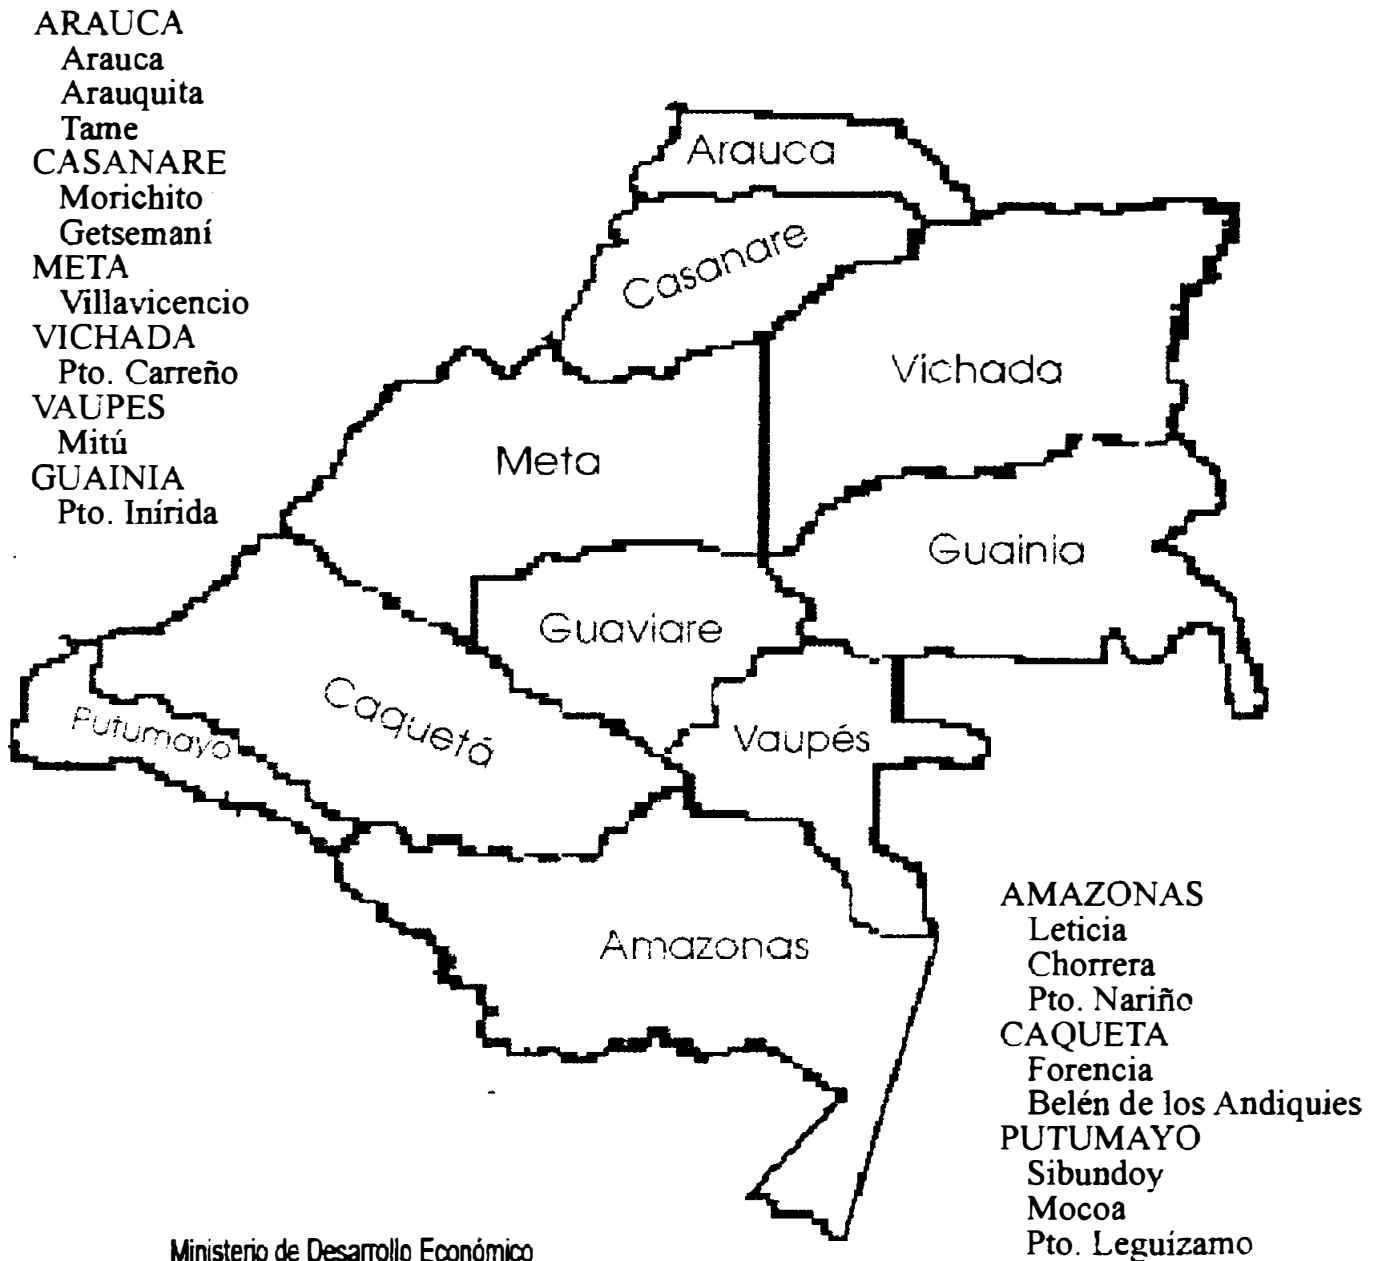 ARAUCA
Arauca
Arauquita
Tame
CASANARE
Morichito
Getsemaní
META
Villavicencio
VICHADA
Pto. Carreño
VAUPES
Mitú
GUAINIA
Pto. Inírida
Arauca
Casanare
Vichada
Meta
Guainia
Guaviare
Caquetá
Putumayo
Vaupés
Amazonas
AMAZONAS
Leticia
Chorrera
Pto. Nariño
CAQUETA
Forencia
Belén de los Andiquies
PUTUMAYO
Sibundoy
Mocoa
Pto. Leguízamo
Ministerio de Desarrollo Económico